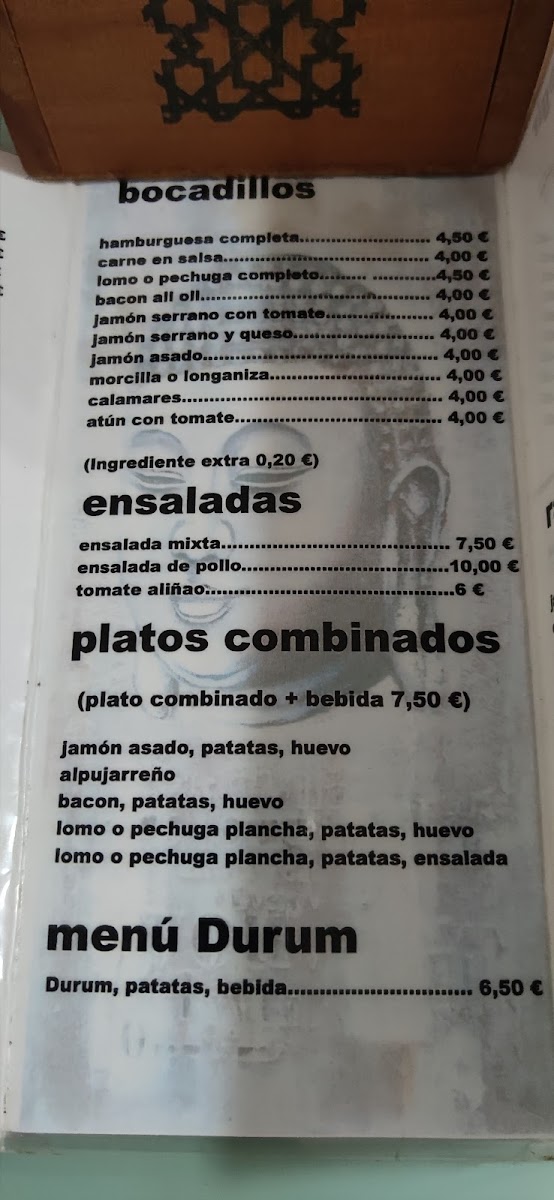 bocadillos
hamburguesa completa.............................. 4,50 €
carne en salsa............................................... 4,00 €
lomo o pechuga completo......... ..............4,50 €
bacon all oll.................................................... 4,00 €
jamón serrano con tomate......................... 4,00 €
jamón serrano y queso................................ 4,00 €
jamón asado..................................................... 4,00 €
morcilla o longaniza....................................... 4,00 €
calamares........................................................... 4,00 €
atún con tomate............................................... 4,00 €
(Ingrediente extra 0,20 €)
ensaladas
ensalada mixta.................................................. 7,50 €
ensalada de pollo.............................................10,00 €
tomate aliñao:.....................................................6 €
platos combinados
(plato combinado + bebida 7,50 €)
jamón asado, patatas, huevo
alpujarreño
bacon, patatas, huevo
lomo o pechuga plancha, patatas, huevo
lomo o pechuga plancha, patatas, ensalada
menú Durum
Durum, patatas, bebida............................. 6,50 €